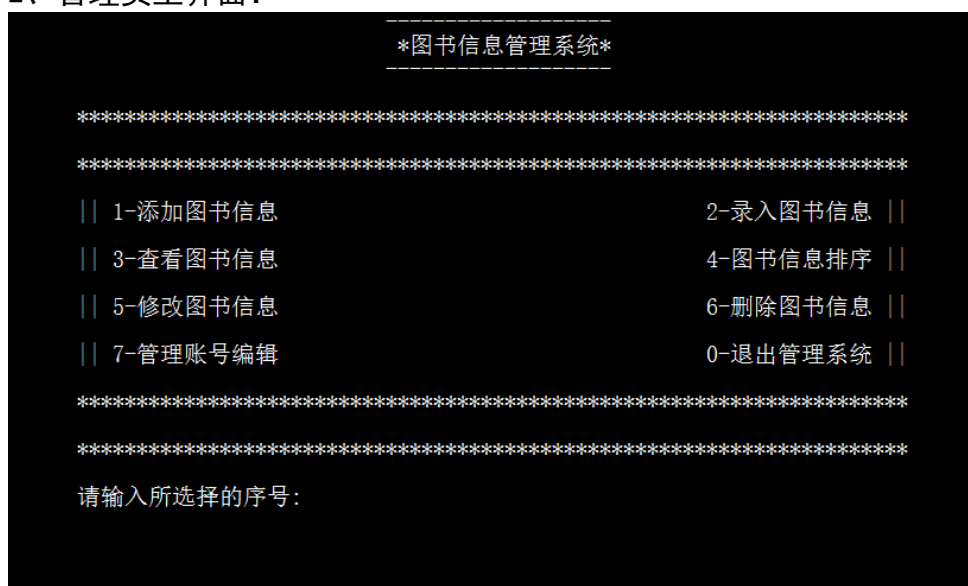 -------------------
*图书信息管理系统*
-------------------
**********************************************************************
**********************************************************************
|| 1-添加图书信息 2-录入图书信息 ||
|| 3-查看图书信息 4-图书信息排序 ||
|| 5-修改图书信息 6-删除图书信息 ||
|| 7-管理账号编辑 0-退出管理系统 ||
**********************************************************************
**********************************************************************
请输入所选择的序号: